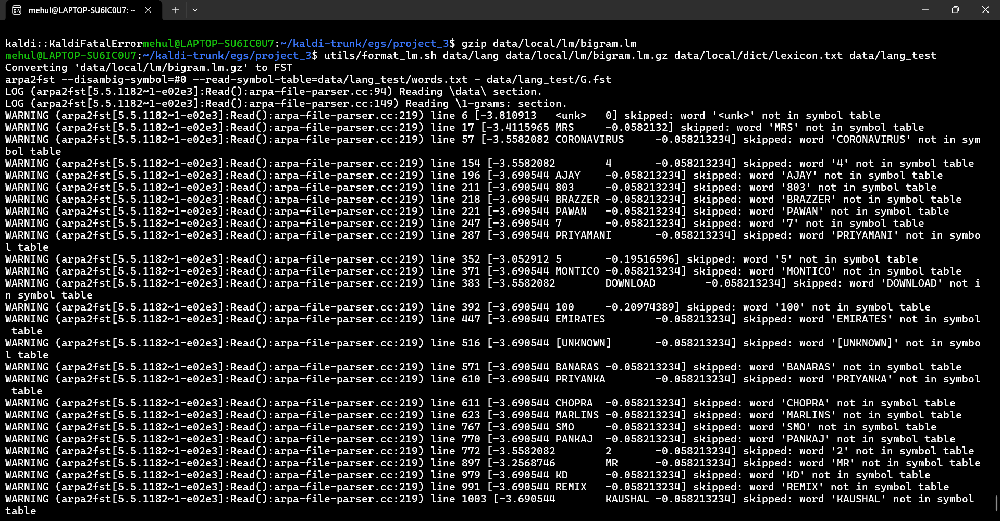 mehul@LAPTOP-SU6IC0U7: ~
kaldi::KaldiFatalErrormehul@LAPTOP-SU6IC0U7:~/kaldi-trunk/egs/project_3$ gzip data/local/lm/bigram.lm
mehul@LAPTOP-SU6IC0U7:~/kaldi-trunk/egs/project_3$ utils/format_lm.sh data/lang data/local/lm/bigram.lm.gz data/local/dict/lexicon.txt data/lang_test
Converting 'data/local/lm/bigram.lm.gz' to FST
arpa2fst --disambig-symbol=#0 --read-symbol-table=data/lang_test/words.txt - data/lang_test/G.fst
LOG (arpa2fst[5.5.1182~1-e02e3]:Read():arpa-file-parser.cc:94) Reading \data\ section.
LOG (arpa2fst[5.5.1182~1-e02e3]:Read():arpa-file-parser.cc:149) Reading \1-grams: section.
WARNING (arpa2fst[5.5.1182~1-e02e3]:Read():arpa-file-parser.cc:219) line 6 [-3.810913   <unk>   0] skipped: word '<unk>' not in symbol table
WARNING (arpa2fst[5.5.1182~1-e02e3]:Read():arpa-file-parser.cc:219) line 17 [-3.4115965 MRS     -0.0582132] skipped: word 'MRS' not in symbol table
WARNING (arpa2fst[5.5.1182~1-e02e3]:Read():arpa-file-parser.cc:219) line 57 [-3.5582082 CORONAVIRUS     -0.058213234] skipped: word 'CORONAVIRUS' not in sym
bol table
WARNING (arpa2fst[5.5.1182~1-e02e3]:Read():arpa-file-parser.cc:219) line 154 [-3.5582082        4       -0.058213234] skipped: word '4' not in symbol table
WARNING (arpa2fst[5.5.1182~1-e02e3]:Read():arpa-file-parser.cc:219) line 196 [-3.690544 AJAY    -0.058213234] skipped: word 'AJAY' not in symbol table
WARNING (arpa2fst[5.5.1182~1-e02e3]:Read():arpa-file-parser.cc:219) line 211 [-3.690544 803     -0.058213234] skipped: word '803' not in symbol table
WARNING (arpa2fst[5.5.1182~1-e02e3]:Read():arpa-file-parser.cc:219) line 218 [-3.690544 BRAZZER -0.058213234] skipped: word 'BRAZZER' not in symbol table
WARNING (arpa2fst[5.5.1182~1-e02e3]:Read():arpa-file-parser.cc:219) line 221 [-3.690544 PAWAN   -0.058213234] skipped: word 'PAWAN' not in symbol table
WARNING (arpa2fst[5.5.1182~1-e02e3]:Read():arpa-file-parser.cc:219) line 247 [-3.690544 7       -0.058213234] skipped: word '7' not in symbol table
WARNING (arpa2fst[5.5.1182~1-e02e3]:Read():arpa-file-parser.cc:219) line 287 [-3.690544 PRIYAMANI       -0.058213234] skipped: word 'PRIYAMANI' not in symbo
l table
WARNING (arpa2fst[5.5.1182~1-e02e3]:Read():arpa-file-parser.cc:219) line 352 [-3.052912 5       -0.19516596] skipped: word '5' not in symbol table
WARNING (arpa2fst[5.5.1182~1-e02e3]:Read():arpa-file-parser.cc:219) line 371 [-3.690544 MONTICO -0.058213234] skipped: word 'MONTICO' not in symbol table
WARNING (arpa2fst[5.5.1182~1-e02e3]:Read():arpa-file-parser.cc:219) line 383 [-3.5582082        DOWNLOAD        -0.058213234] skipped: word 'DOWNLOAD' not i
n symbol table
WARNING (arpa2fst[5.5.1182~1-e02e3]:Read():arpa-file-parser.cc:219) line 392 [-3.690544 100     -0.20974389] skipped: word '100' not in symbol table
WARNING (arpa2fst[5.5.1182~1-e02e3]:Read():arpa-file-parser.cc:219) line 447 [-3.690544 EMIRATES        -0.058213234] skipped: word 'EMIRATES' not in symbol
 table
WARNING (arpa2fst[5.5.1182~1-e02e3]:Read():arpa-file-parser.cc:219) line 516 [-3.690544 [UNKNOWN]       -0.058213234] skipped: word '[UNKNOWN]' not in symbo
l table
WARNING (arpa2fst[5.5.1182~1-e02e3]:Read():arpa-file-parser.cc:219) line 571 [-3.690544 BANARAS -0.058213234] skipped: word 'BANARAS' not in symbol table
WARNING (arpa2fst[5.5.1182~1-e02e3]:Read():arpa-file-parser.cc:219) line 610 [-3.690544 PRIYANKA        -0.058213234] skipped: word 'PRIYANKA' not in symbol
 table
WARNING (arpa2fst[5.5.1182~1-e02e3]:Read():arpa-file-parser.cc:219) line 611 [-3.690544 CHOPRA  -0.058213234] skipped: word 'CHOPRA' not in symbol table
WARNING (arpa2fst[5.5.1182~1-e02e3]:Read():arpa-file-parser.cc:219) line 623 [-3.690544 MARLINS -0.058213234] skipped: word 'MARLINS' not in symbol table
WARNING (arpa2fst[5.5.1182~1-e02e3]:Read():arpa-file-parser.cc:219) line 767 [-3.690544 SMO     -0.058213234] skipped: word 'SMO' not in symbol table
WARNING (arpa2fst[5.5.1182~1-e02e3]:Read():arpa-file-parser.cc:219) line 770 [-3.690544 PANKAJ  -0.058213234] skipped: word 'PANKAJ' not in symbol table
WARNING (arpa2fst[5.5.1182~1-e02e3]:Read():arpa-file-parser.cc:219) line 772 [-3.5582082        2       -0.058213234] skipped: word '2' not in symbol table
WARNING (arpa2fst[5.5.1182~1-e02e3]:Read():arpa-file-parser.cc:219) line 897 [-3.2568746        MR      -0.058213234] skipped: word 'MR' not in symbol table
WARNING (arpa2fst[5.5.1182~1-e02e3]:Read():arpa-file-parser.cc:219) line 979 [-3.690544 KD      -0.058213234] skipped: word 'KD' not in symbol table
WARNING (arpa2fst[5.5.1182~1-e02e3]:Read():arpa-file-parser.cc:219) line 991 [-3.690544 REMIX   -0.058213234] skipped: word 'REMIX' not in symbol table
WARNING (arpa2fst[5.5.1182~1-e02e3]:Read():arpa-file-parser.cc:219) line 1003 [-3.690544        KAUSHAL -0.058213234] skipped: word 'KAUSHAL' not in symbol
table